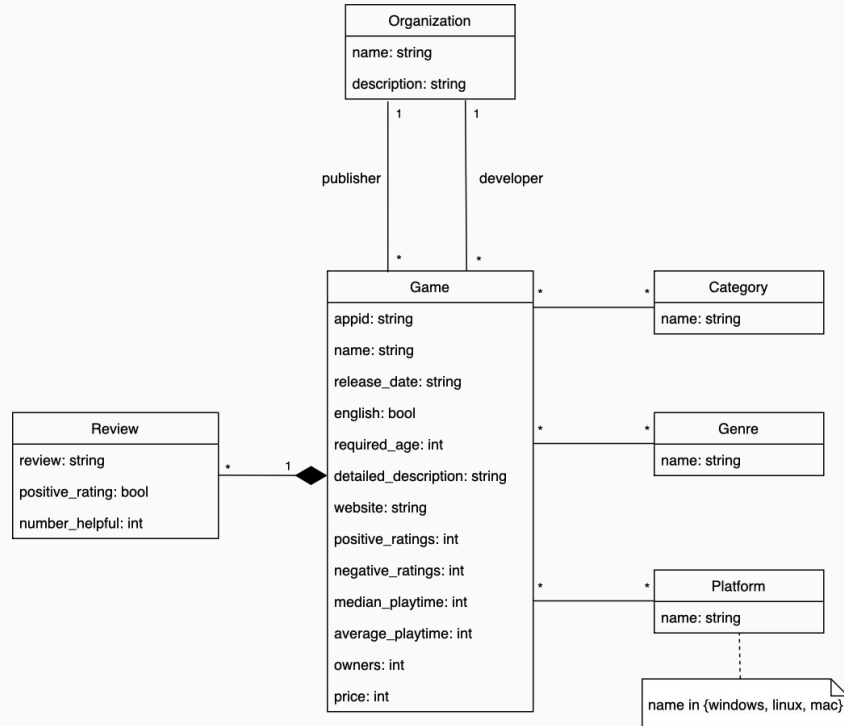 Organization
name: string
description: string
1
1
publisher
developer
*
*
Game
appid: string
name: string
release_date: string
english: bool
required_age: int
detailed_description: string
website: string
positive_ratings: int
negative_ratings: int
median_playtime: int
average_playtime: int
owners: int
price: int
*
*
Category
name: string
*
*
Genre
name: string
*
*
Platform
name: string
name in {windows, linux, mac}
Review
review: string
positive_rating: bool
number_helpful: int
*
1